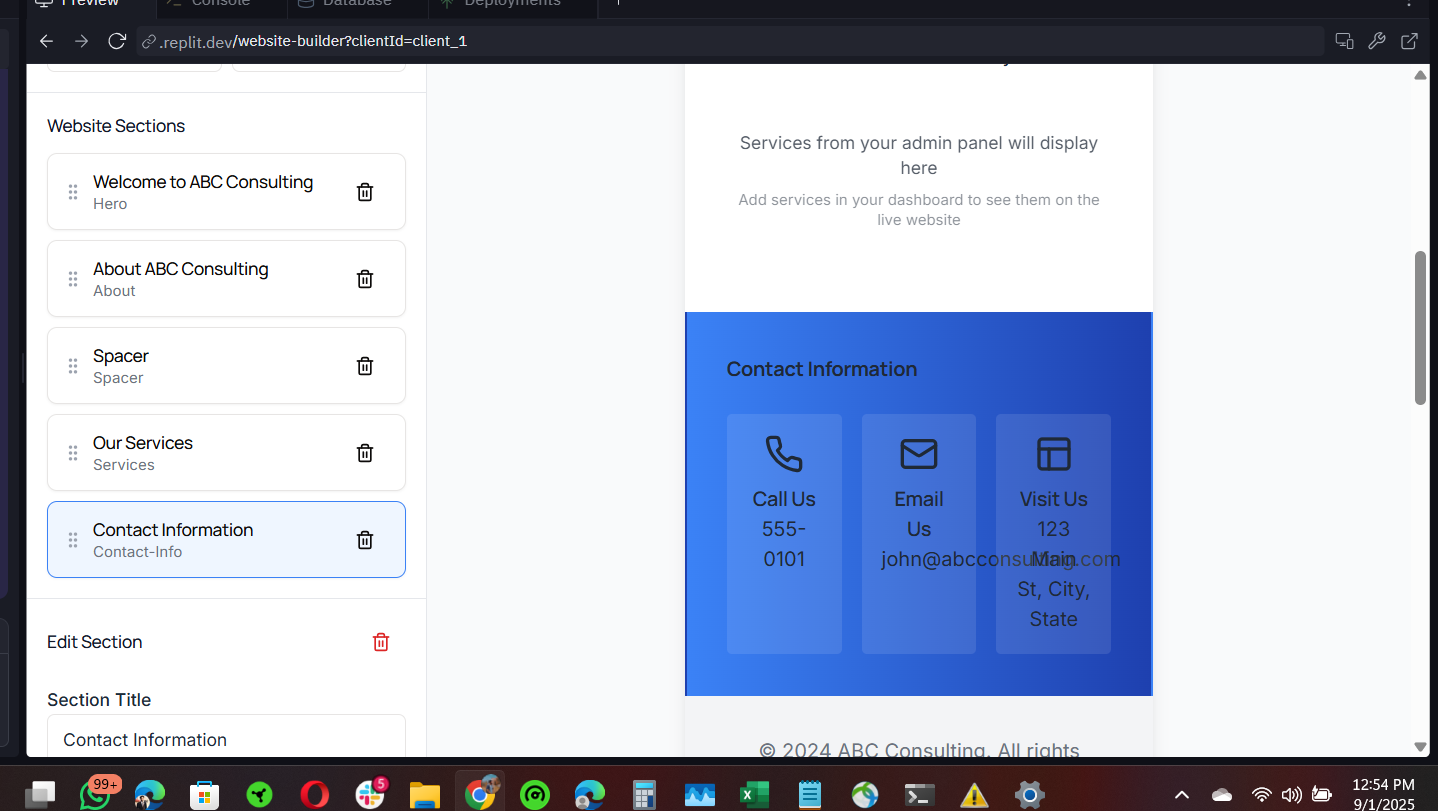 Preview
Console
Database
Deployments
.replit.dev/website-builder?clientId=client_1
Website Sections
Welcome to ABC Consulting
Hero
About ABC Consulting
About
Spacer
Spacer
Our Services
Services
Contact Information
Contact-Info
Edit Section
Section Title
Contact Information
Services from your admin panel will display
here
Add services in your dashboard to see them on the
live website
Contact Information
Call Us
555-
0101
Email
Us
john@abcconsulting.com
Visit Us
123
Main
St, City,
State
© 2024 ABC Consulting. All rights
99+
5
12:54 PM
9/1/2025